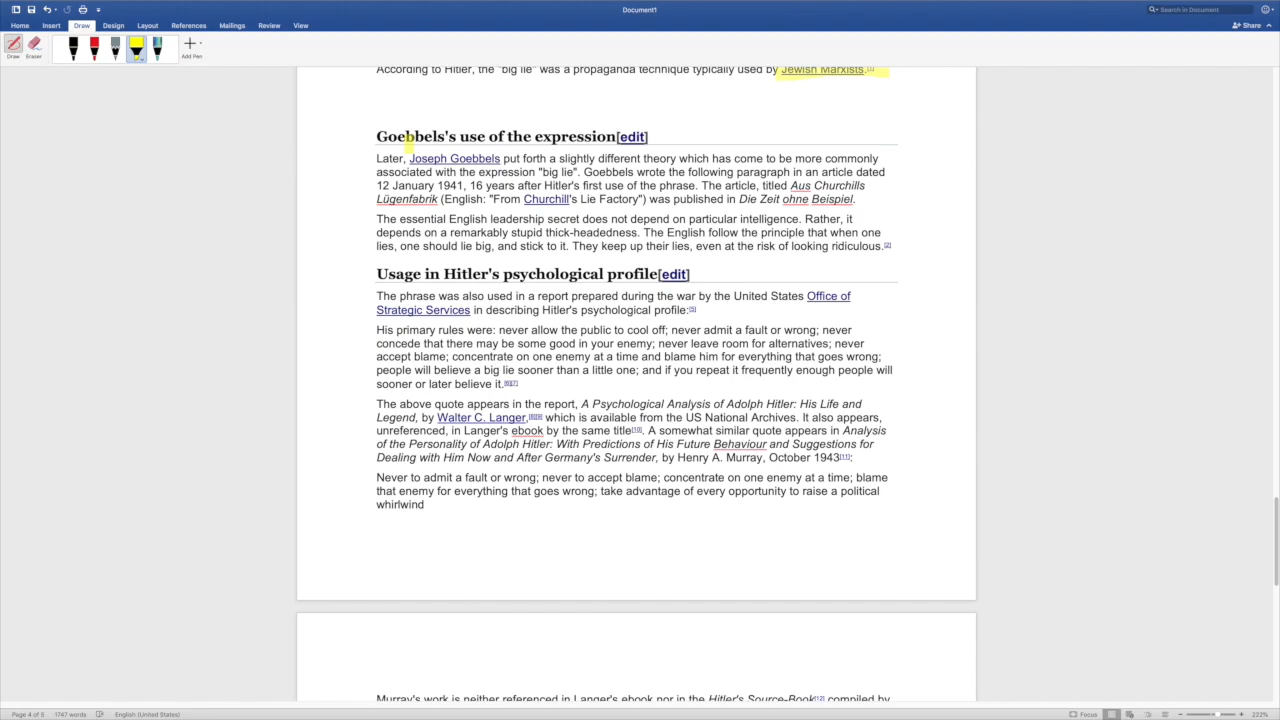 Document1
Search in Document
Home Insert Draw Design Layout References Mailings Review View
Share
Draw Eraser Add Pen
According to Hitler, the "big lie" was a propaganda technique typically used by Jewish Marxists.[1]
Goebbels's use of the expression[edit]
Later, Joseph Goebbels put forth a slightly different theory which has come to be more commonly
associated with the expression "big lie". Goebbels wrote the following paragraph in an article dated
12 January 1941, 16 years after Hitler's first use of the phrase. The article, titled Aus Churchills
Lügenfabrik (English: "From Churchill's Lie Factory") was published in Die Zeit ohne Beispiel.
The essential English leadership secret does not depend on particular intelligence. Rather, it
depends on a remarkably stupid thick-headedness. The English follow the principle that when one
lies, one should lie big, and stick to it. They keep up their lies, even at the risk of looking ridiculous.[2]
Usage in Hitler's psychological profile[edit]
The phrase was also used in a report prepared during the war by the United States Office of
Strategic Services in describing Hitler's psychological profile:[5]
His primary rules were: never allow the public to cool off; never admit a fault or wrong; never
concede that there may be some good in your enemy; never leave room for alternatives; never
accept blame; concentrate on one enemy at a time and blame him for everything that goes wrong;
people will believe a big lie sooner than a little one; and if you repeat it frequently enough people will
sooner or later believe it.[6][7]
The above quote appears in the report, A Psychological Analysis of Adolph Hitler: His Life and
Legend, by Walter C. Langer,[8][9] which is available from the US National Archives. It also appears,
unreferenced, in Langer's ebook by the same title[10]. A somewhat similar quote appears in Analysis
of the Personality of Adolph Hitler: With Predictions of His Future Behaviour and Suggestions for
Dealing with Him Now and After Germany's Surrender, by Henry A. Murray, October 1943[11]:
Never to admit a fault or wrong; never to accept blame; concentrate on one enemy at a time; blame
that enemy for everything that goes wrong; take advantage of every opportunity to raise a political
whirlwind
Murray's work is neither referenced in Langer's ebook nor in the Hitler's Source-Book[12] compiled by
Page 4 of 5 1747 words English (United States) Focus 222%